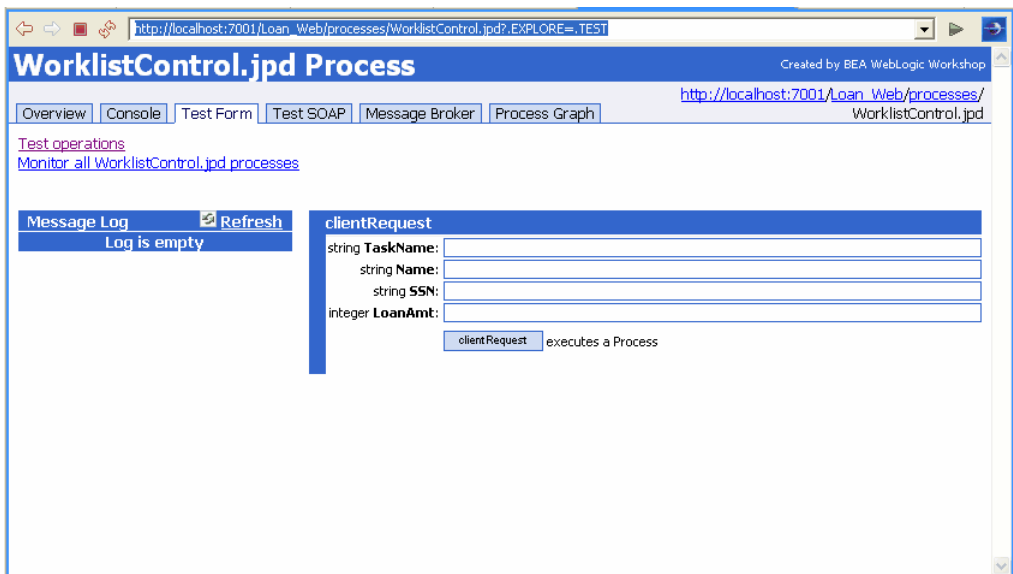 http://localhost:7001/Loan_Web/processes/WorklistControl.jpd?.EXPLORE=.TEST
WorklistControl.jpd Process
Created by BEA WebLogic Workshop
http://localhost:7001/Loan_Web/processes/
WorklistControl.jpd
Overview Console Test Form Test SOAP Message Broker Process Graph
Test operations
Monitor all WorklistControl.jpd processes
Message Log Refresh
Log is empty
clientRequest
string TaskName:
string Name:
string SSN:
integer LoanAmt:
clientRequest executes a Process